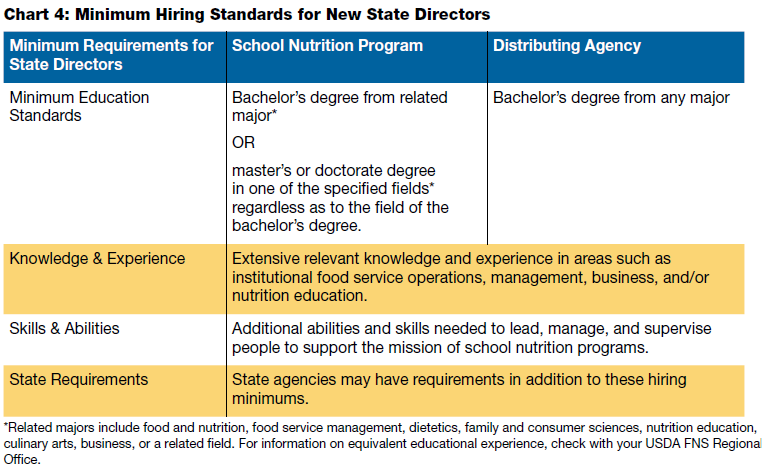 Chart 4: Minimum Hiring Standards for New State Directors
Minimum Requirements for State Directors
School Nutrition Program
Distributing Agency
Minimum Education
Standards
Bachelor’s degree from related
major*
OR
master’s or doctorate degree
in one of the specified fields*
regardless as to the field of the
bachelor’s degree.
Bachelor’s degree from any major
Knowledge & Experience
Extensive relevant knowledge and experience in areas such as
institutional food service operations, management, business, and/or
nutrition education.
Skills & Abilities
Additional abilities and skills needed to lead, manage, and supervise
people to support the mission of school nutrition programs.
State Requirements
State agencies may have requirements in addition to these hiring
minimums.
*Related majors include food and nutrition, food service management, dietetics, family and consumer sciences, nutrition education,
culinary arts, business, or a related field. For information on equivalent educational experience, check with your USDA FNS Regional
Office.